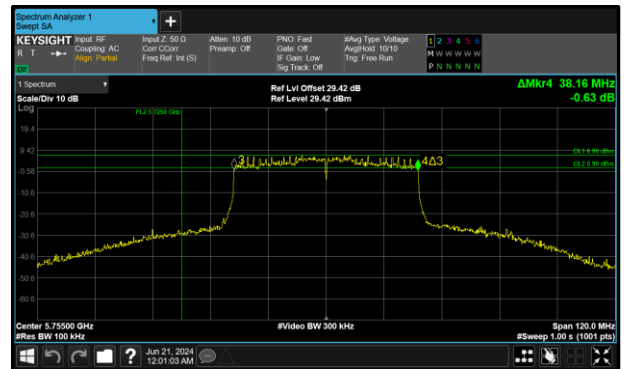 Spectrum Analyzer 1
Swept SA
+
KEYSIGHT
R T
LXI
Input: RF
Coupling: AC
Align: Partial
Input Z: 50 Ω
Corr CCorr
Freq Ref: Int (S)
Atten: 10 dB
Preamp: Off
PNO: Fast
Gate: Off
IF Gain: Low
Sig Track: Off
#Avg Type: Voltage
Avg|Hold: 10/10
Trig: Free Run
1 2 3 4 5 6
M W W W W W
P N N N N N
1 Spectrum
Scale/Div 10 dB
Log
Ref Lvl Offset 29.42 dB
Ref Level 29.42 dBm
ΔMkr4 38.16 MHz
-0.63 dB
FL2 5.7250 GHz
19.4
9.42
-0.58
-10.6
-20.6
-30.6
-40.6
-50.6
-60.6
3
4Δ3
DL1 6.99 dBm
DL2 0.99 dBm
Center 5.75500 GHz
#Res BW 100 kHz
#Video BW 300 kHz
Span 120.0 MHz
#Sweep 1.00 s (1001 pts)
?
Jun 21, 2024
12:01:03 AM